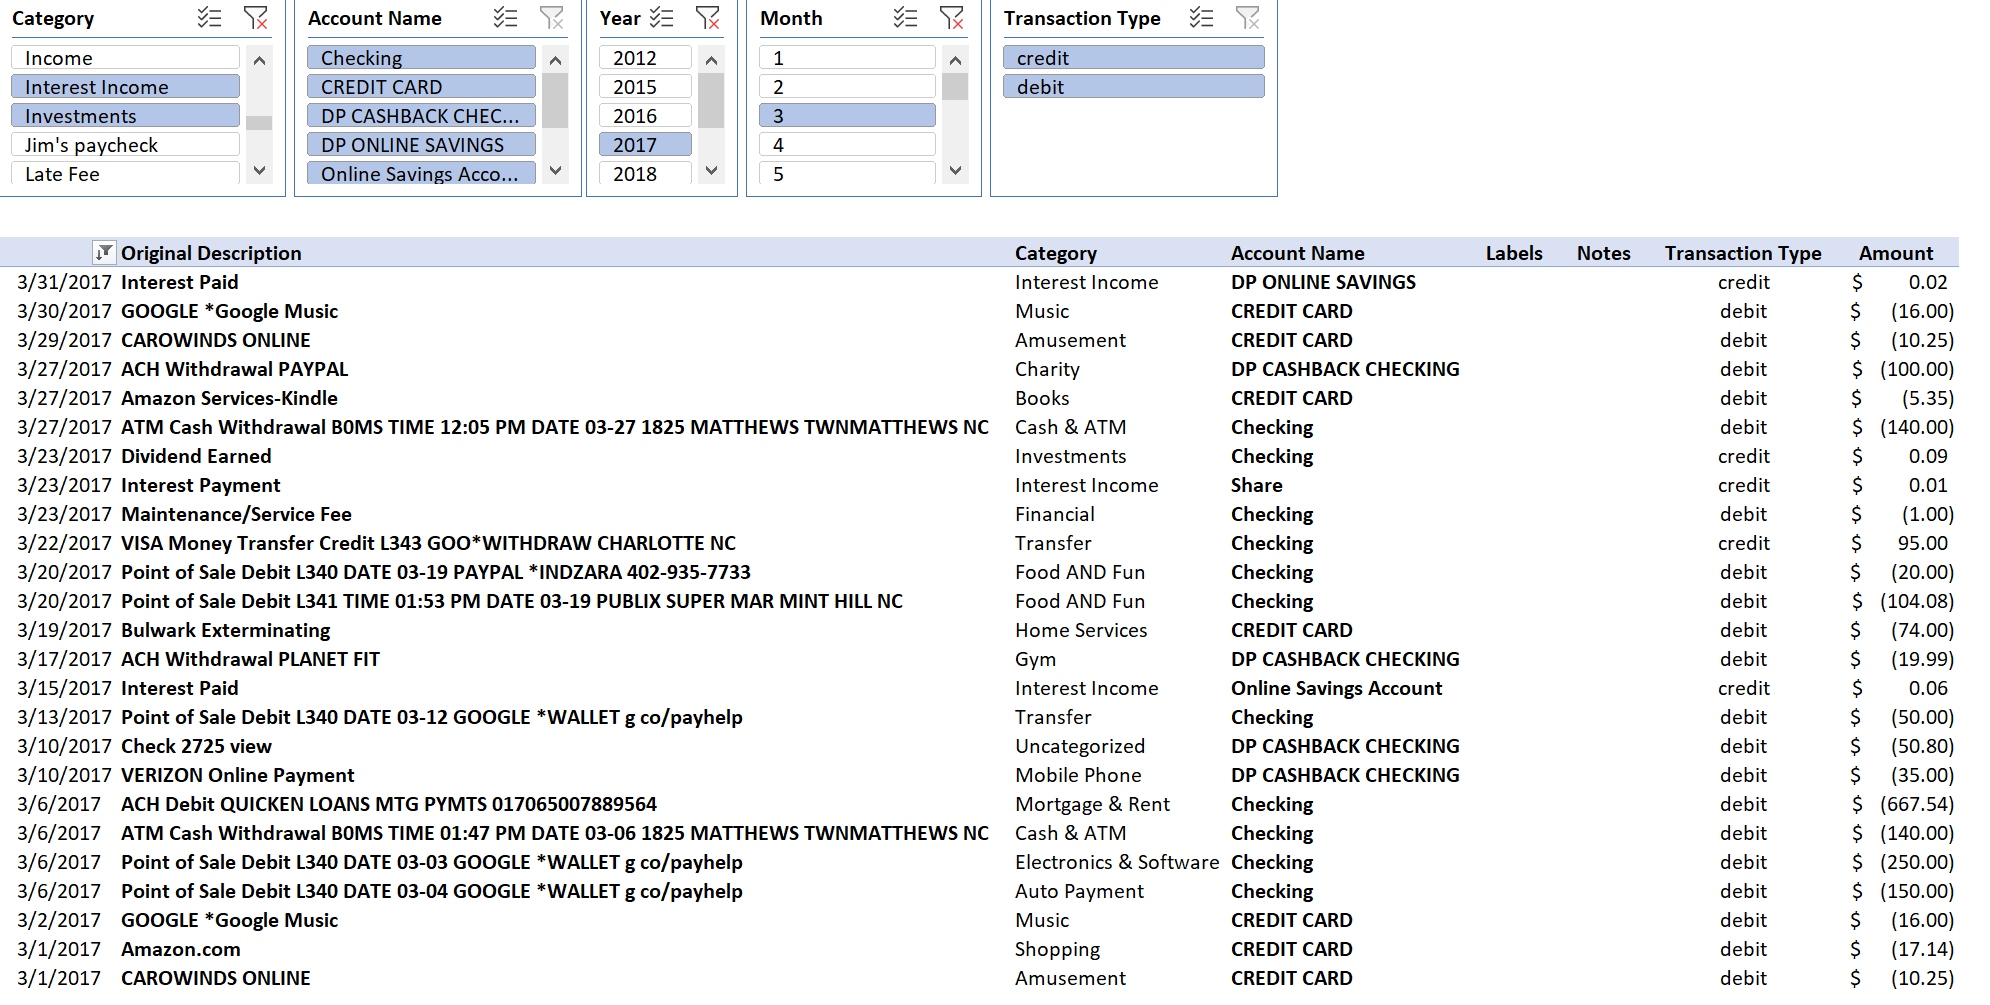 Category Account Name Year Month Transaction Type
Income Checking 2012 1 credit
Interest Income CREDIT CARD 2015 2 debit
Investments DP CASHBACK CHEC... 2016 3
Jim's paycheck DP ONLINE SAVINGS 2017 4
Late Fee Online Savings Acco... 2018 5
Original Description Category Account Name Labels Notes Transaction Type Amount
3/31/2017 Interest Paid Interest Income DP ONLINE SAVINGS credit $ 0.02
3/30/2017 GOOGLE *Google Music Music CREDIT CARD debit $ (16.00)
3/29/2017 CAROWINDS ONLINE Amusement CREDIT CARD debit $ (10.25)
3/27/2017 ACH Withdrawal PAYPAL Charity DP CASHBACK CHECKING debit $ (100.00)
3/27/2017 Amazon Services-Kindle Books CREDIT CARD debit $ (5.35)
3/27/2017 ATM Cash Withdrawal B0MS TIME 12:05 PM DATE 03-27 1825 MATTHEWS TWNMATTHEWS NC Cash & ATM Checking debit $ (140.00)
3/23/2017 Dividend Earned Investments Checking credit $ 0.09
3/23/2017 Interest Payment Interest Income Share credit $ 0.01
3/23/2017 Maintenance/Service Fee Financial Checking debit $ (1.00)
3/22/2017 VISA Money Transfer Credit L343 GOO*WITHDRAW CHARLOTTE NC Transfer Checking credit $ 95.00
3/20/2017 Point of Sale Debit L340 DATE 03-19 PAYPAL *INDZARA 402-935-7733 Food AND Fun Checking debit $ (20.00)
3/20/2017 Point of Sale Debit L341 TIME 01:53 PM DATE 03-19 PUBLIX SUPER MAR MINT HILL NC Food AND Fun Checking debit $ (104.08)
3/19/2017 Bulwark Exterminating Home Services CREDIT CARD debit $ (74.00)
3/17/2017 ACH Withdrawal PLANET FIT Gym DP CASHBACK CHECKING debit $ (19.99)
3/15/2017 Interest Paid Interest Income Online Savings Account credit $ 0.06
3/13/2017 Point of Sale Debit L340 DATE 03-12 GOOGLE *WALLET g co/payhelp Transfer Checking debit $ (50.00)
3/10/2017 Check 2725 view Uncategorized DP CASHBACK CHECKING debit $ (50.80)
3/10/2017 VERIZON Online Payment Mobile Phone DP CASHBACK CHECKING debit $ (35.00)
3/6/2017 ACH Debit QUICKEN LOANS MTG PYMTS 017065007889564 Mortgage & Rent Checking debit $ (667.54)
3/6/2017 ATM Cash Withdrawal B0MS TIME 01:47 PM DATE 03-06 1825 MATTHEWS TWNMATTHEWS NC Cash & ATM Checking debit $ (140.00)
3/6/2017 Point of Sale Debit L340 DATE 03-03 GOOGLE *WALLET g co/payhelp Electronics & Software Checking debit $ (250.00)
3/6/2017 Point of Sale Debit L340 DATE 03-04 GOOGLE *WALLET g co/payhelp Auto Payment Checking debit $ (150.00)
3/2/2017 GOOGLE *Google Music Music CREDIT CARD debit $ (16.00)
3/1/2017 Amazon.com Shopping CREDIT CARD debit $ (17.14)
3/1/2017 CAROWINDS ONLINE Amusement CREDIT CARD debit $ (10.25)